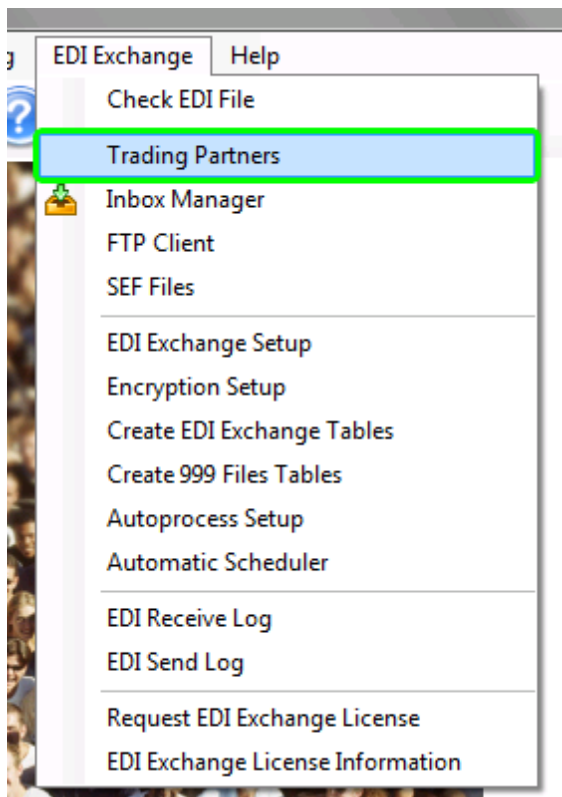 EDI Exchange Help
Check EDI File
Trading Partners
Inbox Manager
FTP Client
SEF Files
EDI Exchange Setup
Encryption Setup
Create EDI Exchange Tables
Create 999 Files Tables
Autoprocess Setup
Automatic Scheduler
EDI Receive Log
EDI Send Log
Request EDI Exchange License
EDI Exchange License Information